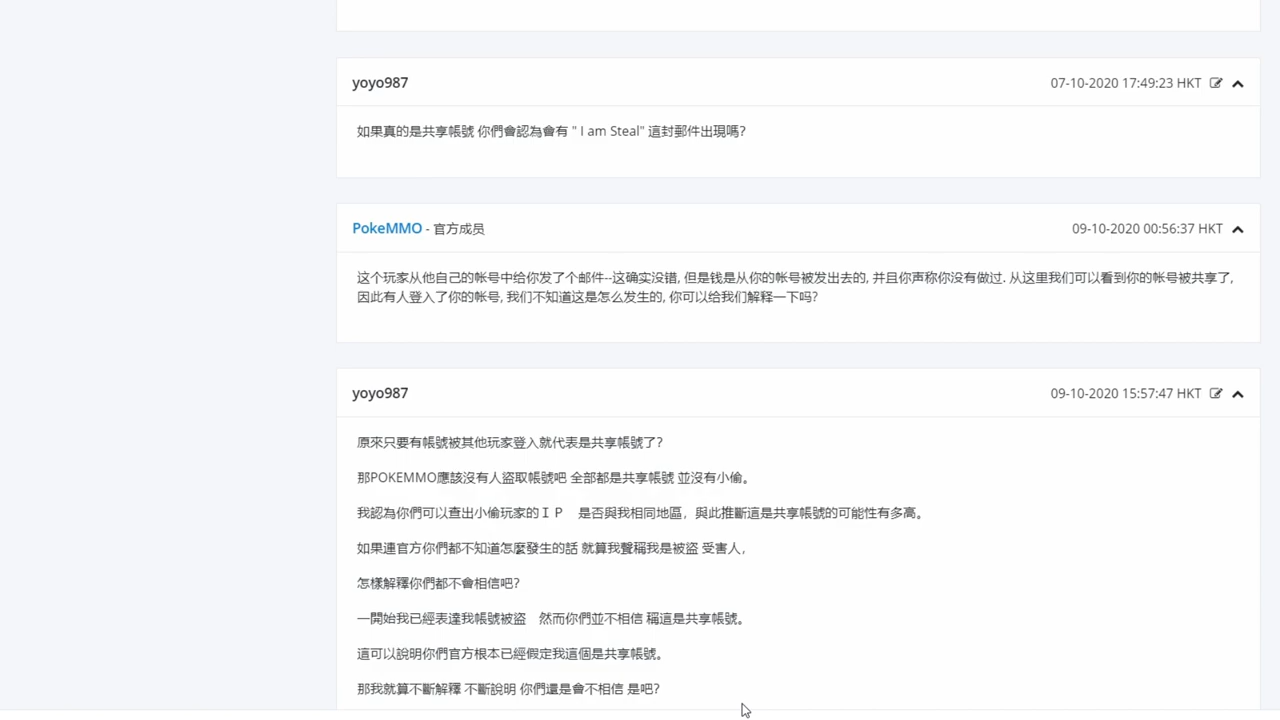 yoyo987
07-10-2020 17:49:23 HKT
如果真的是共享帳號 你們會認為會有 " I am Steal" 這封郵件出現嗎?
PokeMMO - 官方成员
09-10-2020 00:56:37 HKT
这个玩家从他自己的帐号中给你发了个邮件--这确实没错, 但是钱是从你的帐号被发出去的, 并且你声称你没有做过. 从这里我们可以看到你的帐号被共享了,
因此有人登入了你的帐号, 我们不知道这是怎么发生的, 你可以给我们解释一下吗?
yoyo987
09-10-2020 15:57:47 HKT
原來只要有帳號被其他玩家登入就代表是共享帳號了?
那POKEMMO應該沒有人盜取帳號吧 全部都是共享帳號 並沒有小偷。
我認為你們可以查出小偷玩家的ＩＰ　是否與我相同地區，與此推斷這是共享帳號的可能性有多高。
如果連官方你們都不知道怎麼發生的話 就算我聲稱我是被盜 受害人，
怎樣解釋你們都不會相信吧?
一開始我已經表達我帳號被盜　然而你們並不相信 稱這是共享帳號。
這可以說明你們官方根本已經假定我這個是共享帳號。
那我就算不斷解釋 不斷說明 你們還是會不相信 是吧?